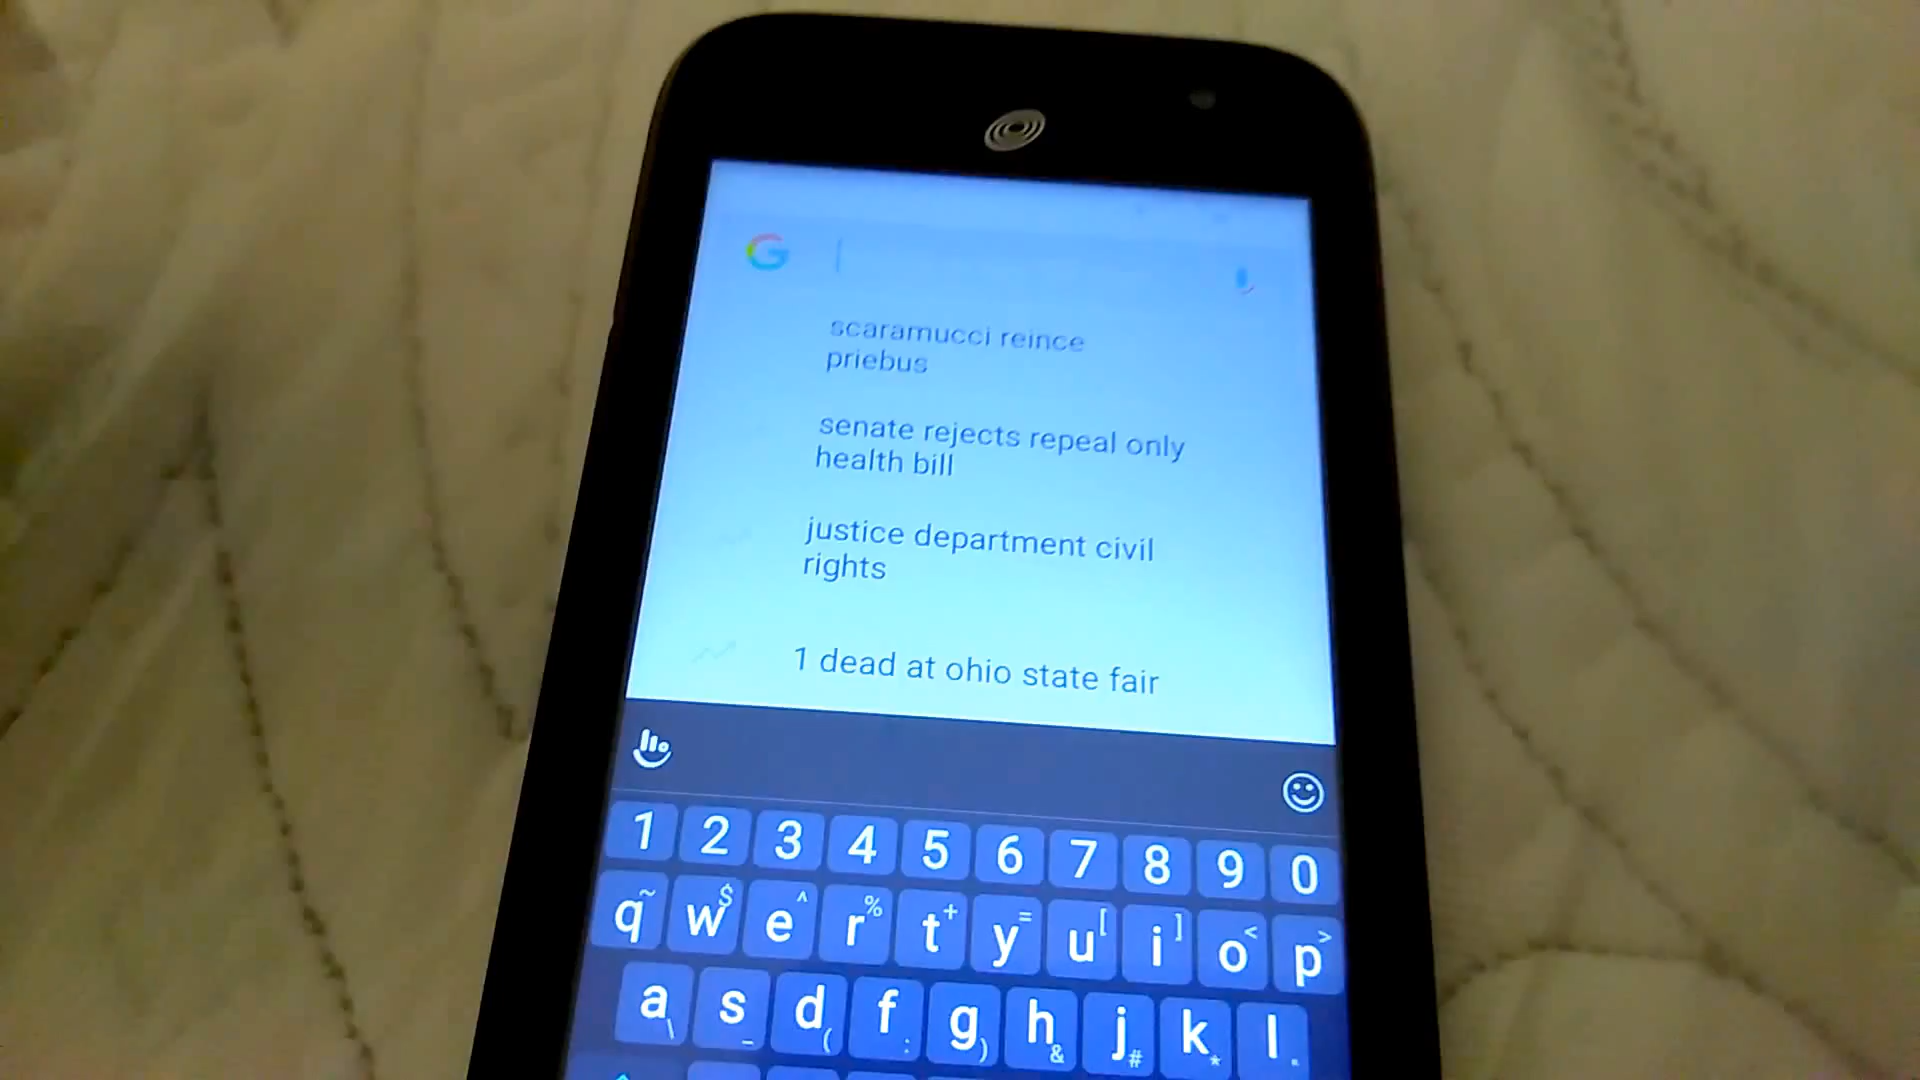 G
scaramucci reince
priebus
senate rejects repeal only
health bill
justice department civil
rights
1 dead at ohio state fair
1 2 3 4 5 6 7 8 9 0
q~ w$ e^ r% t+ y= u[ i] o< p>
a\ s_ d( f: g) h& j# k* l.